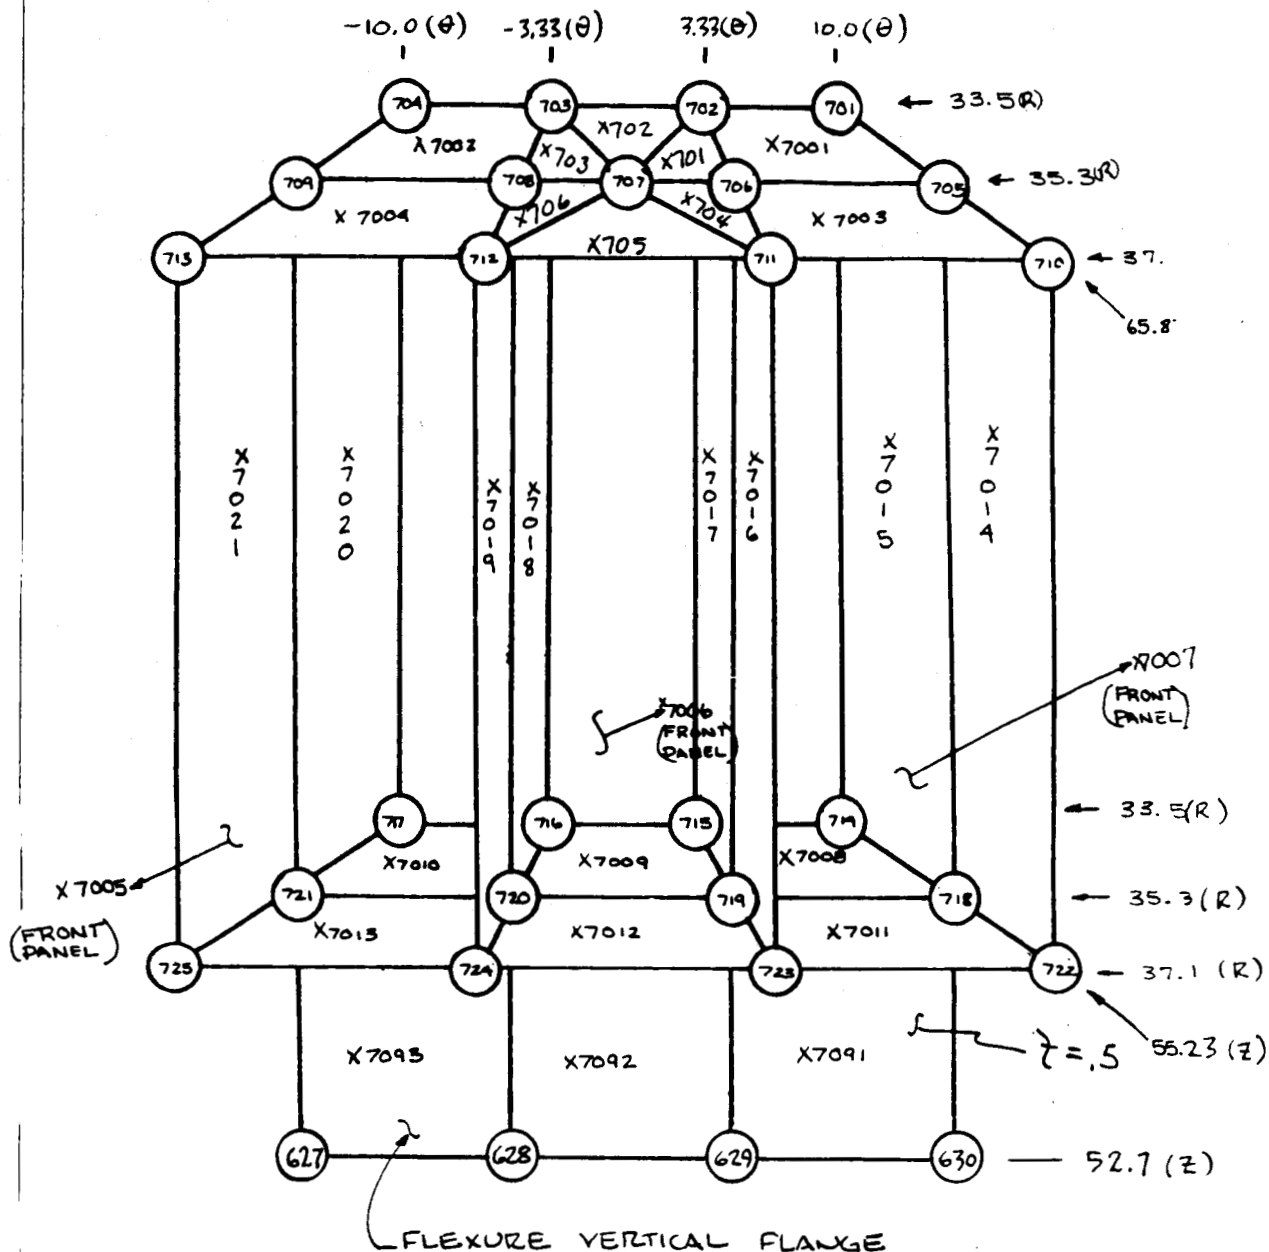 -10.0 (θ) -3.33 (θ) 3.33 (θ) 10.0 (θ)
704 703 702 701 ← 33.5(R)
X702
X7002 X703 X701 X7001
709 708 707 706 705 ← 35.3(R)
X7004 X706 X704 X7003
X705
713 712 711 710 ← 37.
65.8
X7021 X7020 X7019 X7018 X7017 X7016 X7015 X7014
X7007
(FRONT PANEL)
X7006
(FRONT PANEL)
717 716 715 714 ← 33.5(R)
X7010 X7009 X7008
X7005
(FRONT PANEL)
721 720 719 718 ← 35.3(R)
X7013 X7012 X7011
725 724 723 722 ← 37.1 (R)
X7093 X7092 X7091 t=.5 55.23 (Z)
627 628 629 630 52.7 (Z)
FLEXURE VERTICAL FLANGE